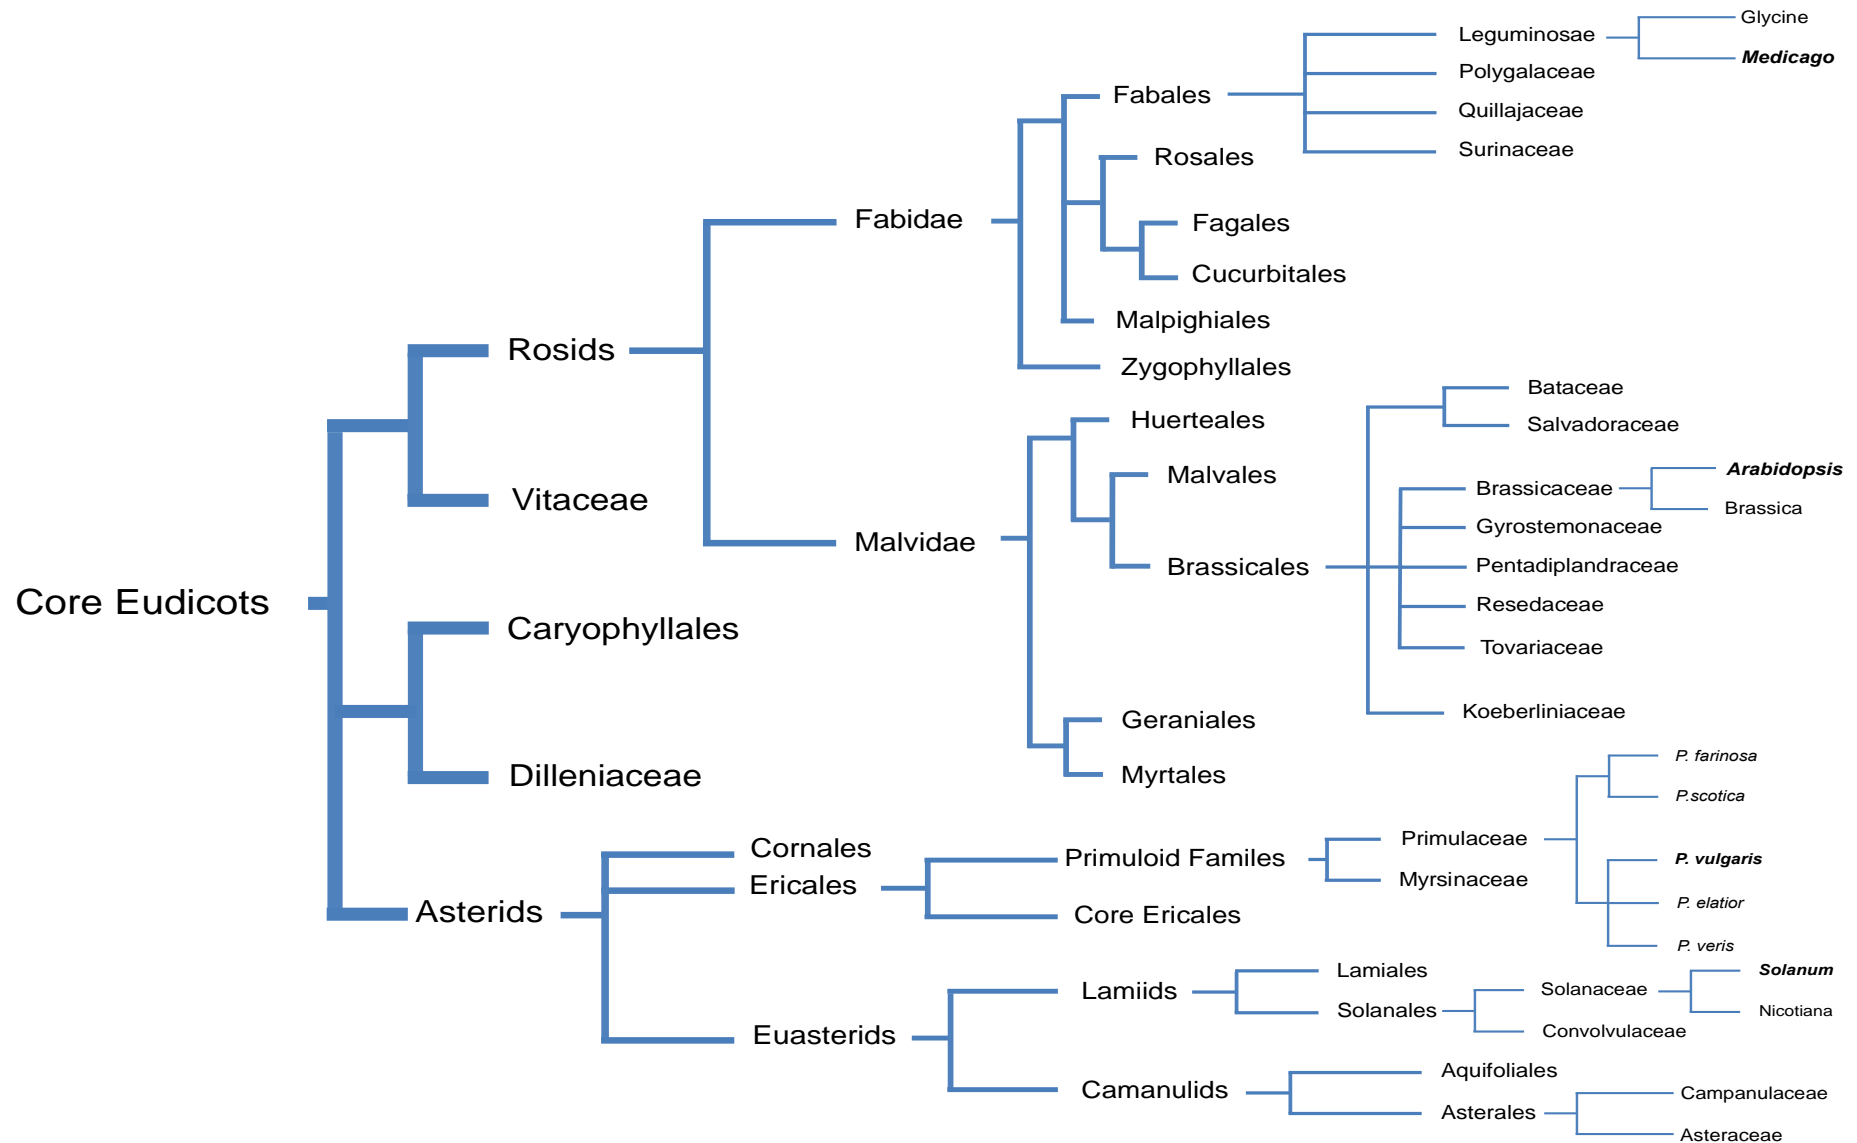 Glycine
Leguminosae
Medicago
Polygalaceae
Fabales
Quillajaceae
Surinaceae
Rosales
Fabidae
Fagales
Cucurbitales
Malpighiales
Rosids
Zygophyllales
Bataceae
Huerteales
Salvadoraceae
Malvales
Arabidopsis
Brassicaceae
Vitaceae
Brassica
Gyrostemonaceae
Malvidae
Brassicales
Pentadiplandraceae
Core Eudicots
Resedaceae
Caryophyllales
Tovariaceae
Koeberliniaceae
Geraniales
P. farinosa
Dilleniaceae
Myrtales
P.scotica
Cornales
Primulaceae
Primuloid Familes
P. vulgaris
Ericales
Myrsinaceae
P. elatior
Asterids
Core Ericales
P. veris
Lamiales
Solanum
Lamiids
Solanaceae
Solanales
Nicotiana
Euasterids
Convolvulaceae
Aquifoliales
Camanulids
Campanulaceae
Asterales
Asteraceae